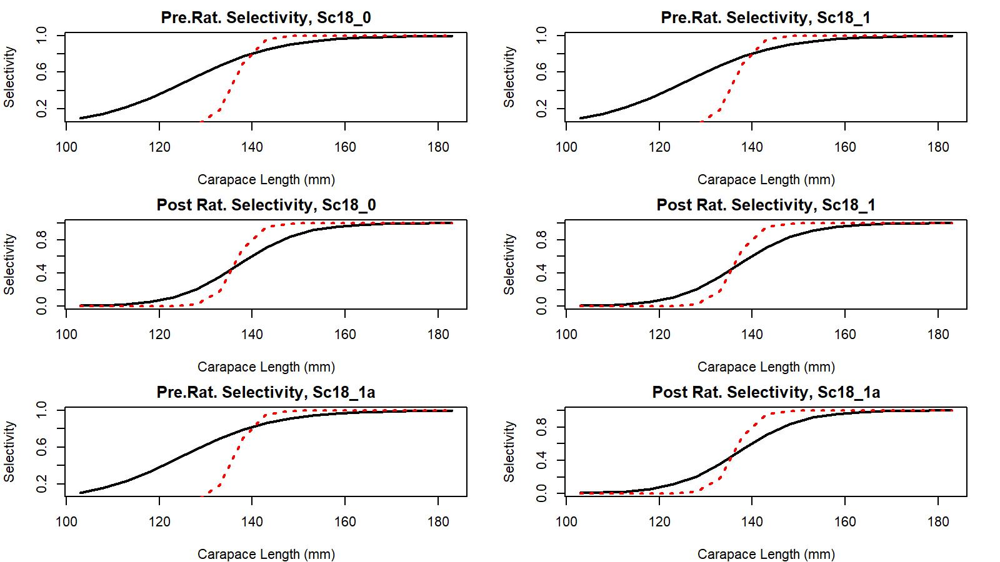 Pre.Rat. Selectivity, Sc18_0
Selectivity
0.2 0.6 1.0
100 120 140 160 180
Carapace Length (mm)
Pre.Rat. Selectivity, Sc18_1
Selectivity
0.2 0.6 1.0
100 120 140 160 180
Carapace Length (mm)
Post Rat. Selectivity, Sc18_0
Selectivity
0.0 0.4 0.8
100 120 140 160 180
Carapace Length (mm)
Post Rat. Selectivity, Sc18_1
Selectivity
0.0 0.4 0.8
100 120 140 160 180
Carapace Length (mm)
Pre.Rat. Selectivity, Sc18_1a
Selectivity
0.2 0.6 1.0
100 120 140 160 180
Carapace Length (mm)
Post Rat. Selectivity, Sc18_1a
Selectivity
0.0 0.4 0.8
100 120 140 160 180
Carapace Length (mm)